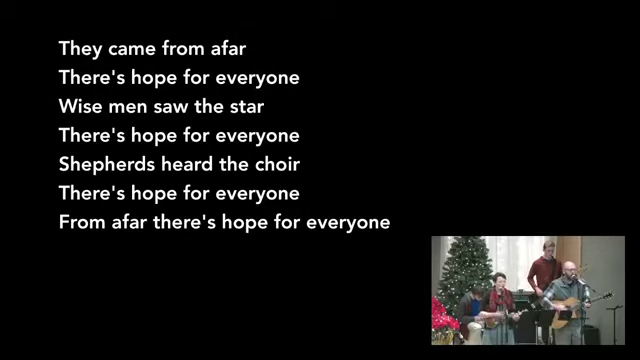 They came from afar
There's hope for everyone
Wise men saw the star
There's hope for everyone
Shepherds heard the choir
There's hope for everyone
From afar there's hope for everyone